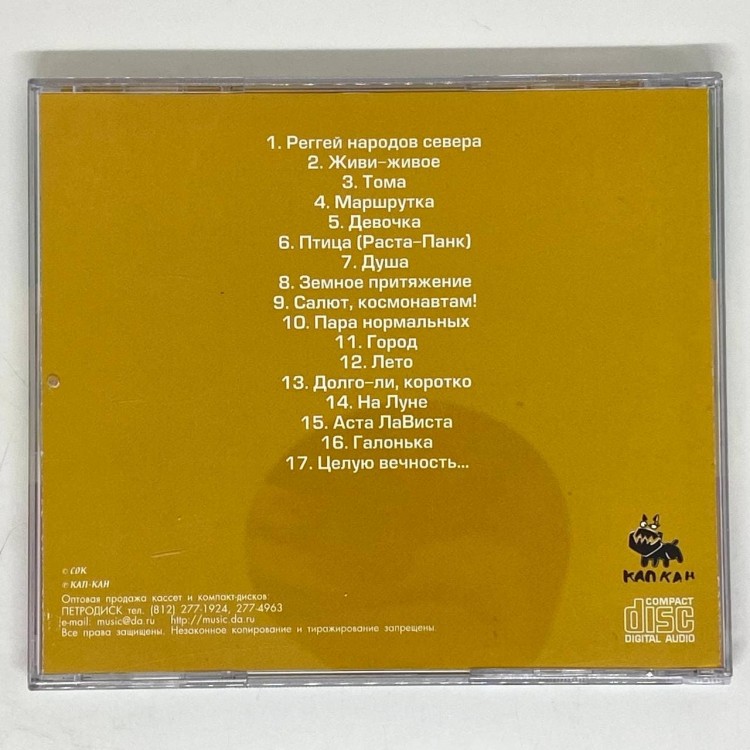 1. Реггей народов севера
2. Живи-живое
3. Тома
4. Маршрутка
5. Девочка
6. Птица (Раста-Панк)
7. Душа
8. Земное притяжение
9. Салют, космонавтам!
10. Пара нормальных
11. Город
12. Лето
13. Долго-ли, коротко
14. На Луне
15. Аста ЛаВиста
16. Галонька
17. Целую вечность...
© СОК
℗ КАП-КАН
Оптовая продажа кассет и компакт-дисков:
ПЕТРОДИСК тел. (812) 277-1924, 277-4963
e-mail: music@da.ru http://music.da.ru
Все права защищены. Незаконное копирование и тиражирование запрещены.
КАПКАН
COMPACT
disc
DIGITAL AUDIO